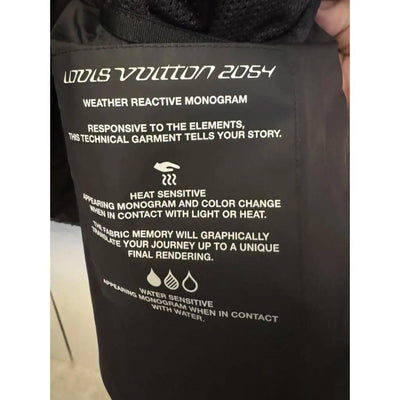 LOUIS VUITTON 2054
WEATHER REACTIVE MONOGRAM
RESPONSIVE TO THE ELEMENTS,
THIS TECHNICAL GARMENT TELLS YOUR STORY.
HEAT SENSITIVE
APPEARING MONOGRAM AND COLOR CHANGE
WHEN IN CONTACT WITH LIGHT OR HEAT.
THE FABRIC MEMORY WILL GRAPHICALLY
TRANSLATE YOUR JOURNEY UP TO A UNIQUE
FINAL RENDERING.
WATER SENSITIVE
APPEARING MONOGRAM WHEN IN CONTACT
WITH WATER.